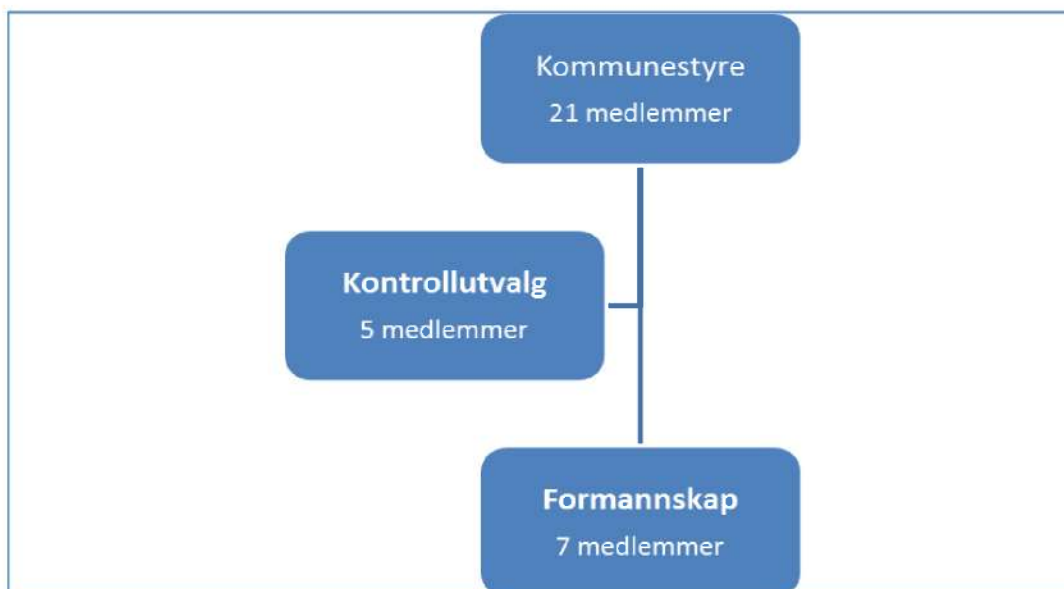 Kommunestyre
21 medlemmer
Kontrollutvalg
5 medlemmer
Formannskap
7 medlemmer